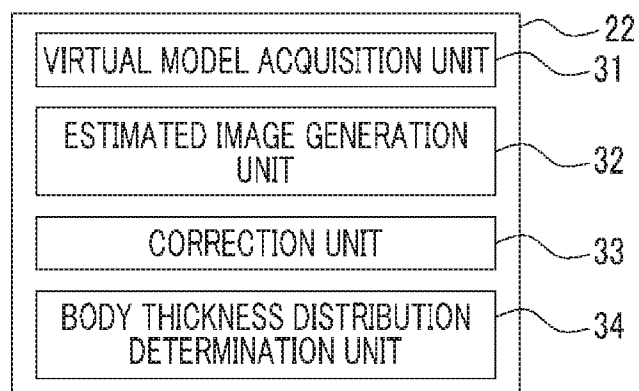 22
VIRTUAL MODEL ACQUISITION UNIT
31
ESTIMATED IMAGE GENERATION
UNIT
32
CORRECTION UNIT
33
BODY THICKNESS DISTRIBUTION
DETERMINATION UNIT
34